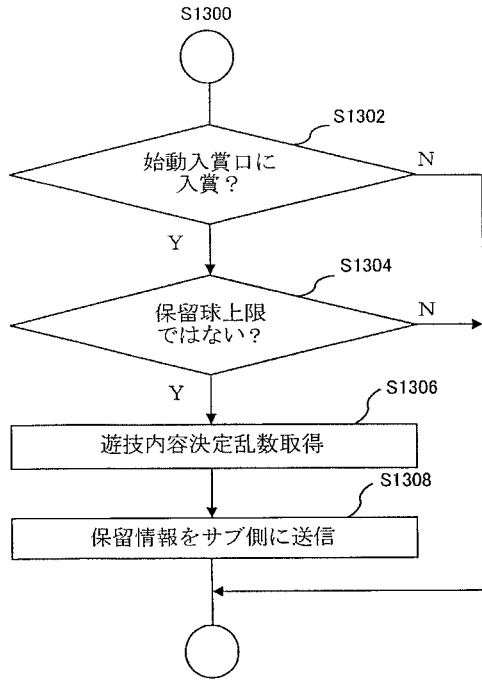 S1300
S1302
始動入賞口に
入賞？
N
Y
S1304
保留球上限
ではない？
N
Y
S1306
遊技内容決定乱数取得
S1308
保留情報をサブ側に送信